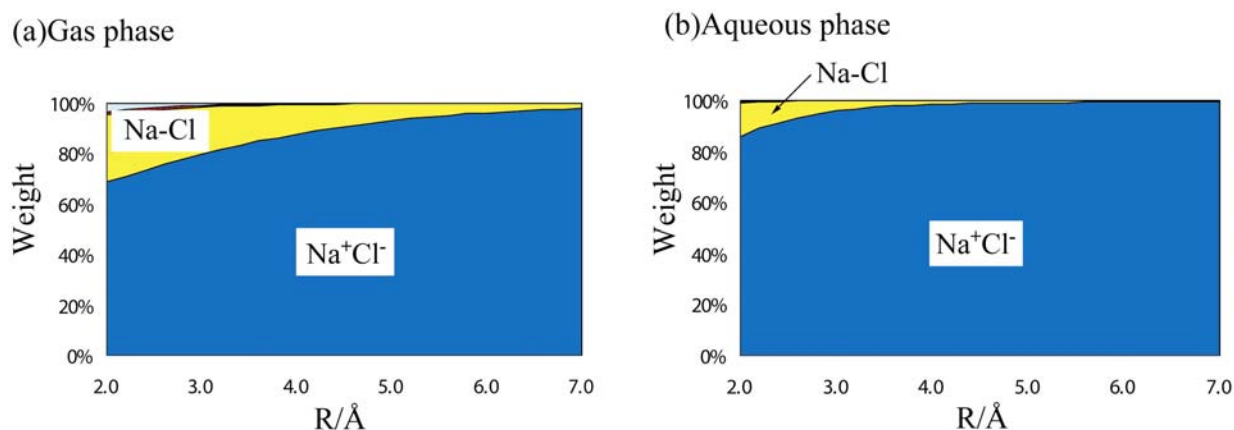 (a)Gas phase
Weight
100%
80%
60%
40%
20%
0%
Na-Cl
Na⁺Cl⁻
2.0 3.0 4.0 5.0 6.0 7.0
R/Å
(b)Aqueous phase
Na-Cl
Weight
100%
80%
60%
40%
20%
0%
Na⁺Cl⁻
2.0 3.0 4.0 5.0 6.0 7.0
R/Å